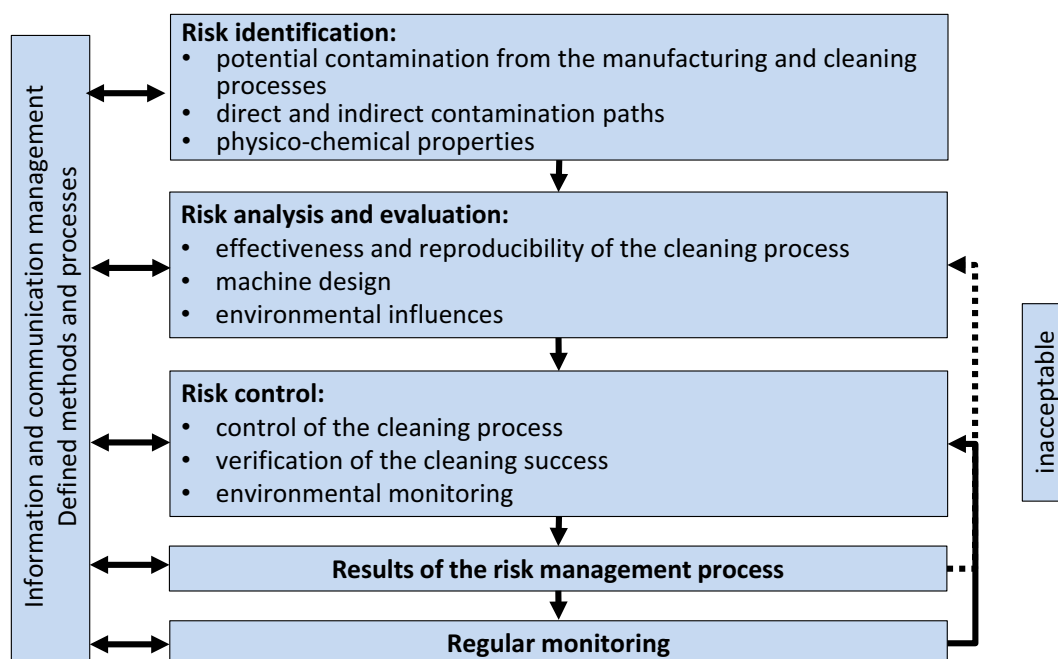 Information and communication management
Defined methods and processes
Risk identification:
• potential contamination from the manufacturing and cleaning
processes
• direct and indirect contamination paths
• physico-chemical properties
Risk analysis and evaluation:
• effectiveness and reproducibility of the cleaning process
• machine design
• environmental influences
Risk control:
• control of the cleaning process
• verification of the cleaning success
• environmental monitoring
Results of the risk management process
Regular monitoring
inacceptable